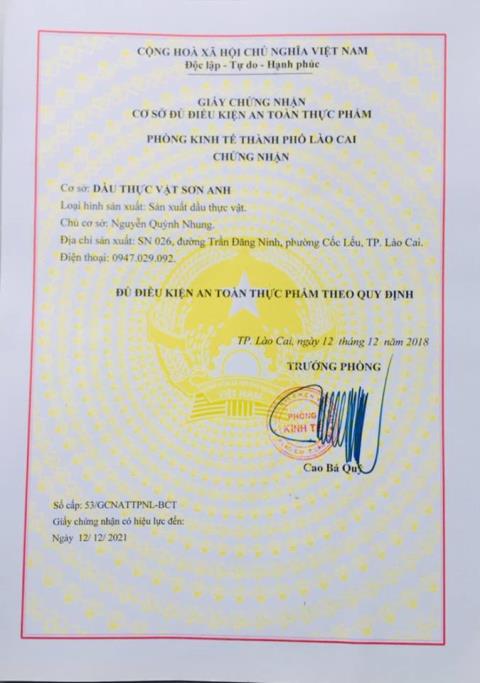 CỘNG HOÀ XÃ HỘI CHỦ NGHĨA VIỆT NAM
Độc lập - Tự do - Hạnh phúc
GIẤY CHỨNG NHẬN
CƠ SỞ ĐỦ ĐIỀU KIỆN AN TOÀN THỰC PHẨM
PHÒNG KINH TẾ THÀNH PHỐ LÀO CAI
CHỨNG NHẬN
Cơ sở: DẦU THỰC VẬT SƠN ANH
Loại hình sản xuất: Sản xuất dầu thực vật.
Chủ cơ sở: Nguyễn Quỳnh Nhung.
Địa chỉ sản xuất: SN 026, đường Trần Đăng Ninh, phường Cốc Lếu, TP. Lào Cai.
Điện thoại: 0947.029.092.
ĐỦ ĐIỀU KIỆN AN TOÀN THỰC PHẨM THEO QUY ĐỊNH
TP. Lào Cai, ngày 12 tháng 12 năm 2018
TRƯỞNG PHÒNG
PHÒNG
KINH TẾ
Cao Bá Quý
VIỆT NAM
Số cấp: 53/GCNATTPNL-BCT
Giấy chứng nhận có hiệu lực đến:
Ngày 12/ 12/ 2021